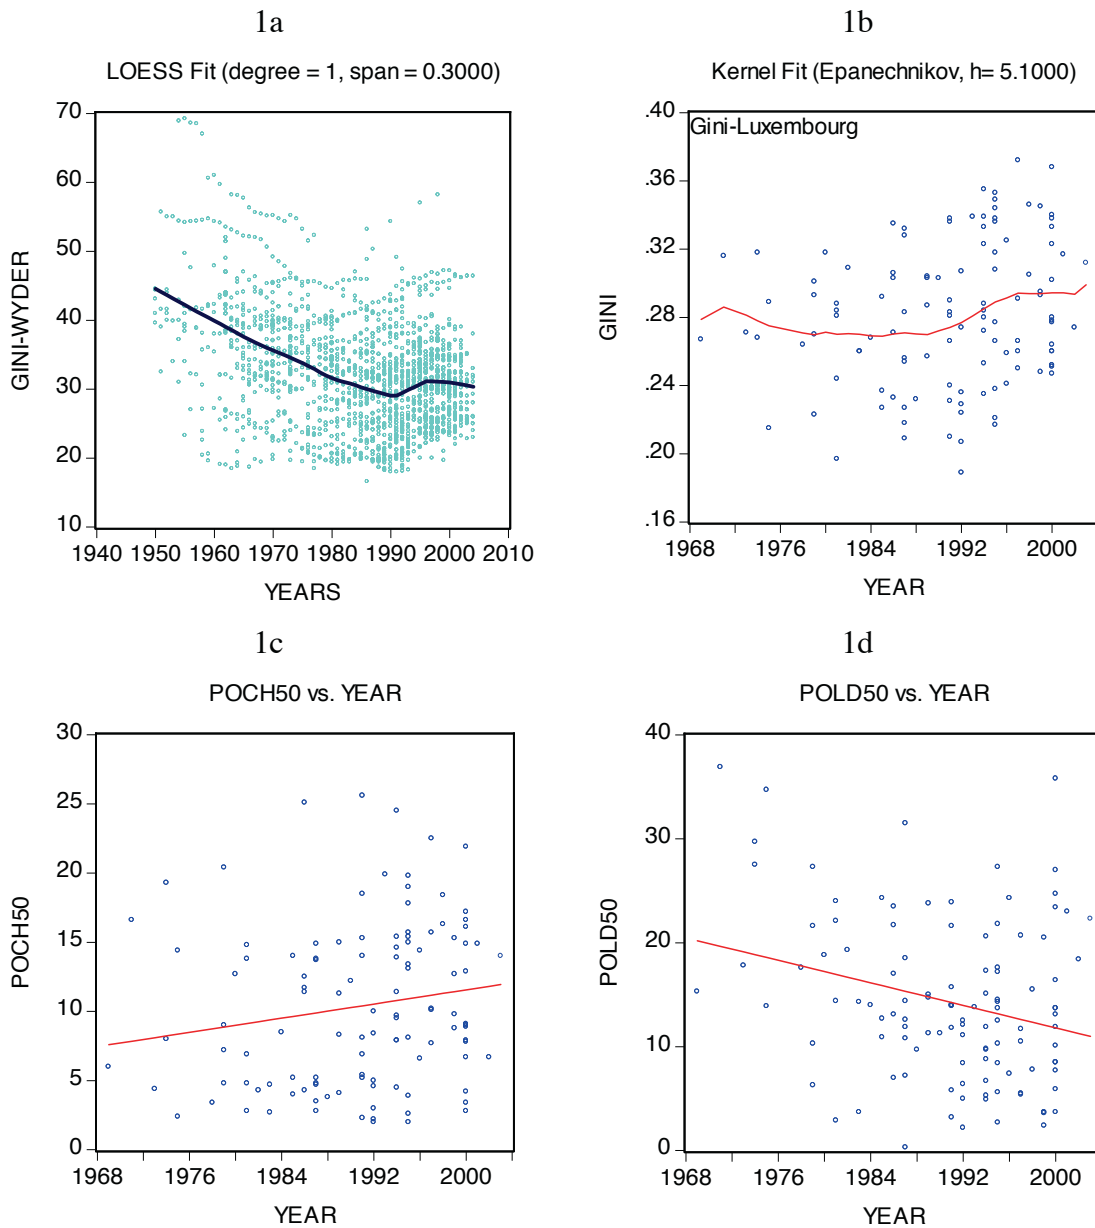 1a
LOESS Fit (degree = 1, span = 0.3000)
70
60
50
40
30
20
10
GINI-WYDER
1940 1950 1960 1970 1980 1990 2000 2010
YEARS
1b
Kernel Fit (Epanechnikov, h= 5.1000)
Gini-Luxembourg
.40
.36
.32
.28
.24
.20
.16
GINI
1968 1976 1984 1992 2000
YEAR
1c
POCH50 vs. YEAR
30
25
20
15
10
5
0
POCH50
1968 1976 1984 1992 2000
YEAR
1d
POLD50 vs. YEAR
40
30
20
10
0
POLD50
1968 1976 1984 1992 2000
YEAR